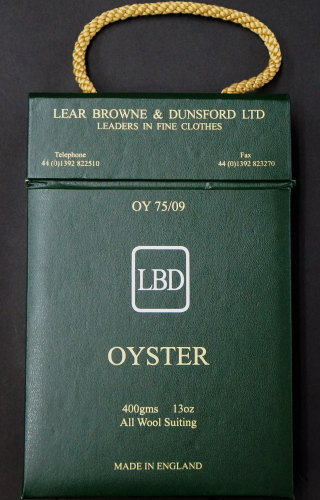 LEAR BROWNE & DUNSFORD LTD
LEADERS IN FINE CLOTHES
Telephone Fax
44 (0)1392 822510 44 (0)1392 823270
OY 75/09
LBD
OYSTER
400gms 13oz
All Wool Suiting
MADE IN ENGLAND